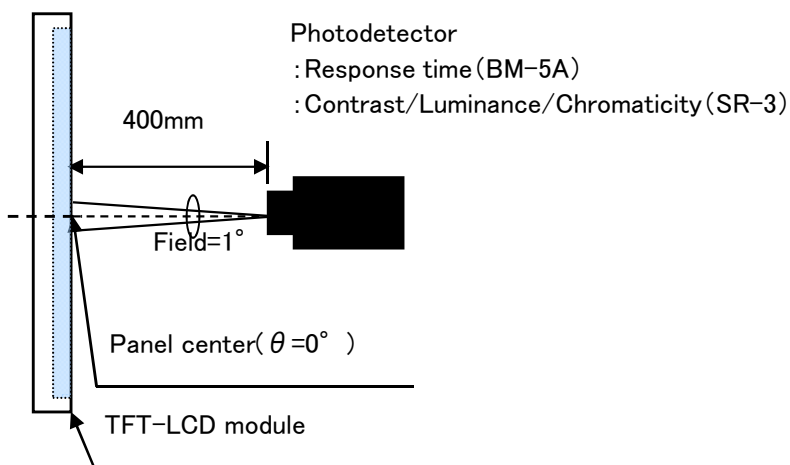 Photodetector
:Response time(BM-5A)
:Contrast/Luminance/Chromaticity(SR-3)
400mm
Field=1°
Panel center(θ=0° )
TFT-LCD module